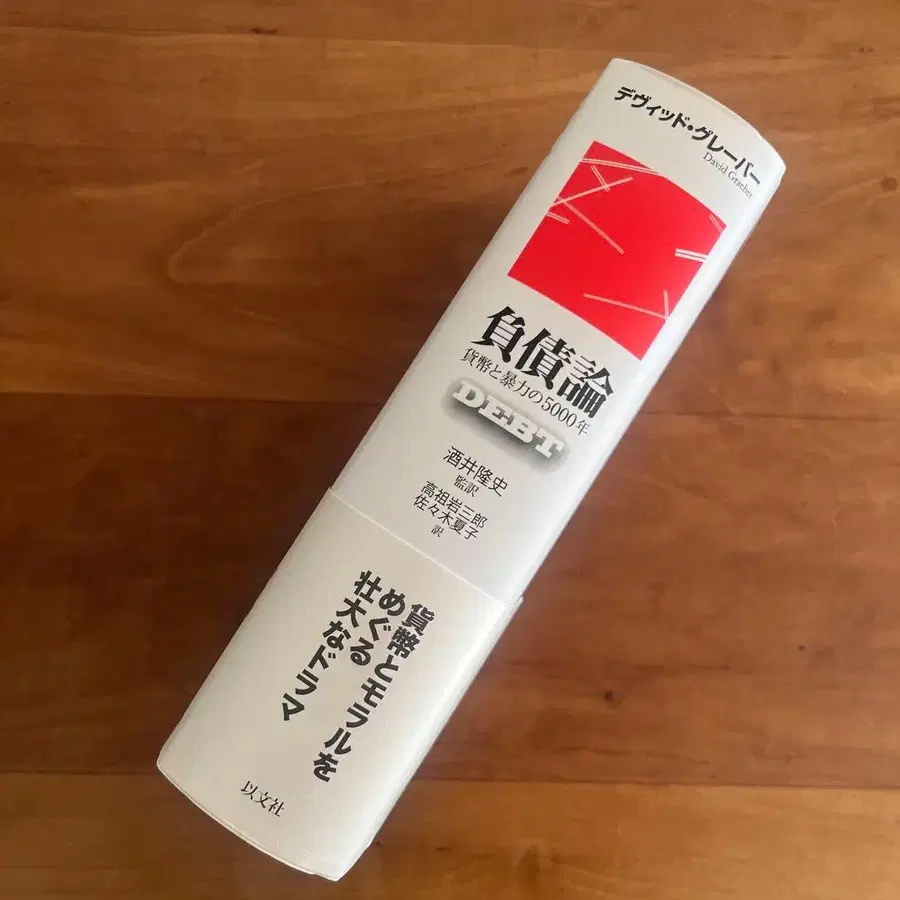 デヴィッド・グレーバー
David Graeber
負債論
貨幣と暴力の5000年
DEBT
酒井隆史
監訳
高祖岩三郎
佐々木夏子
訳
貨幣とモラルを
めぐる
壮大なドラマ
以文社